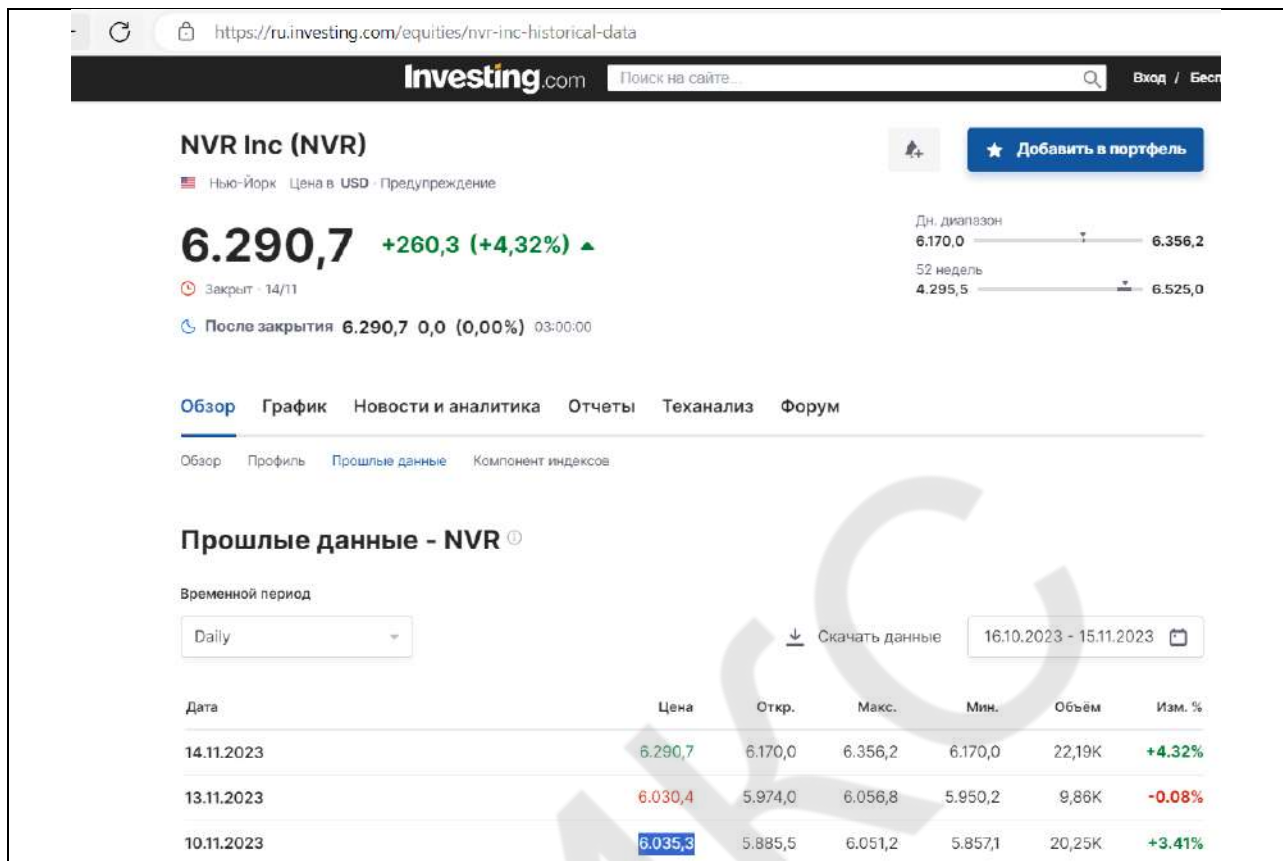 https://ru.investing.com/equities/nvr-inc-historical-data
Investing.com Поиск на сайте... Вход / Бесп
NVR Inc (NVR)
Добавить в портфель
Нью-Йорк Цена в USD · Предупреждение
6.290,7 +260,3 (+4,32%)
Дн. диапазон
6.170,0 6.356,2
52 недель
4.295,5 6.525,0
Закрыт · 14/11
После закрытия 6.290,7 0,0 (0,00%) 03:00:00
Обзор График Новости и аналитика Отчеты Теханализ Форум
Обзор Профиль Прошлые данные Компонент индексов
Прошлые данные - NVR
Временной период
Daily Скачать данные 16.10.2023 - 15.11.2023
Дата Цена Откр. Макс. Мин. Объём Изм. %
14.11.2023 6.290,7 6.170,0 6.356,2 6.170,0 22,19K +4.32%
13.11.2023 6.030,4 5.974,0 6.056,8 5.950,2 9,86K -0.08%
10.11.2023 6.035,3 5.885,5 6.051,2 5.857,1 20,25K +3.41%